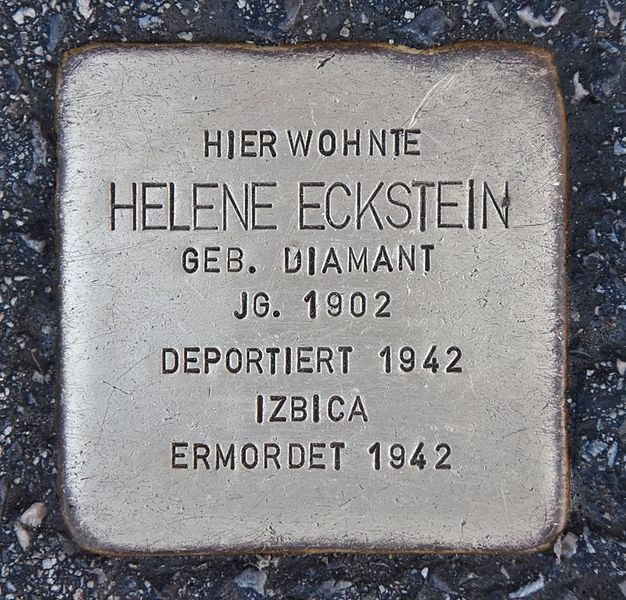 HIER WOHNTE
HELENE ECKSTEIN
GEB. DIAMANT
JG. 1902
DEPORTIERT 1942
IZBICA
ERMORDET 1942